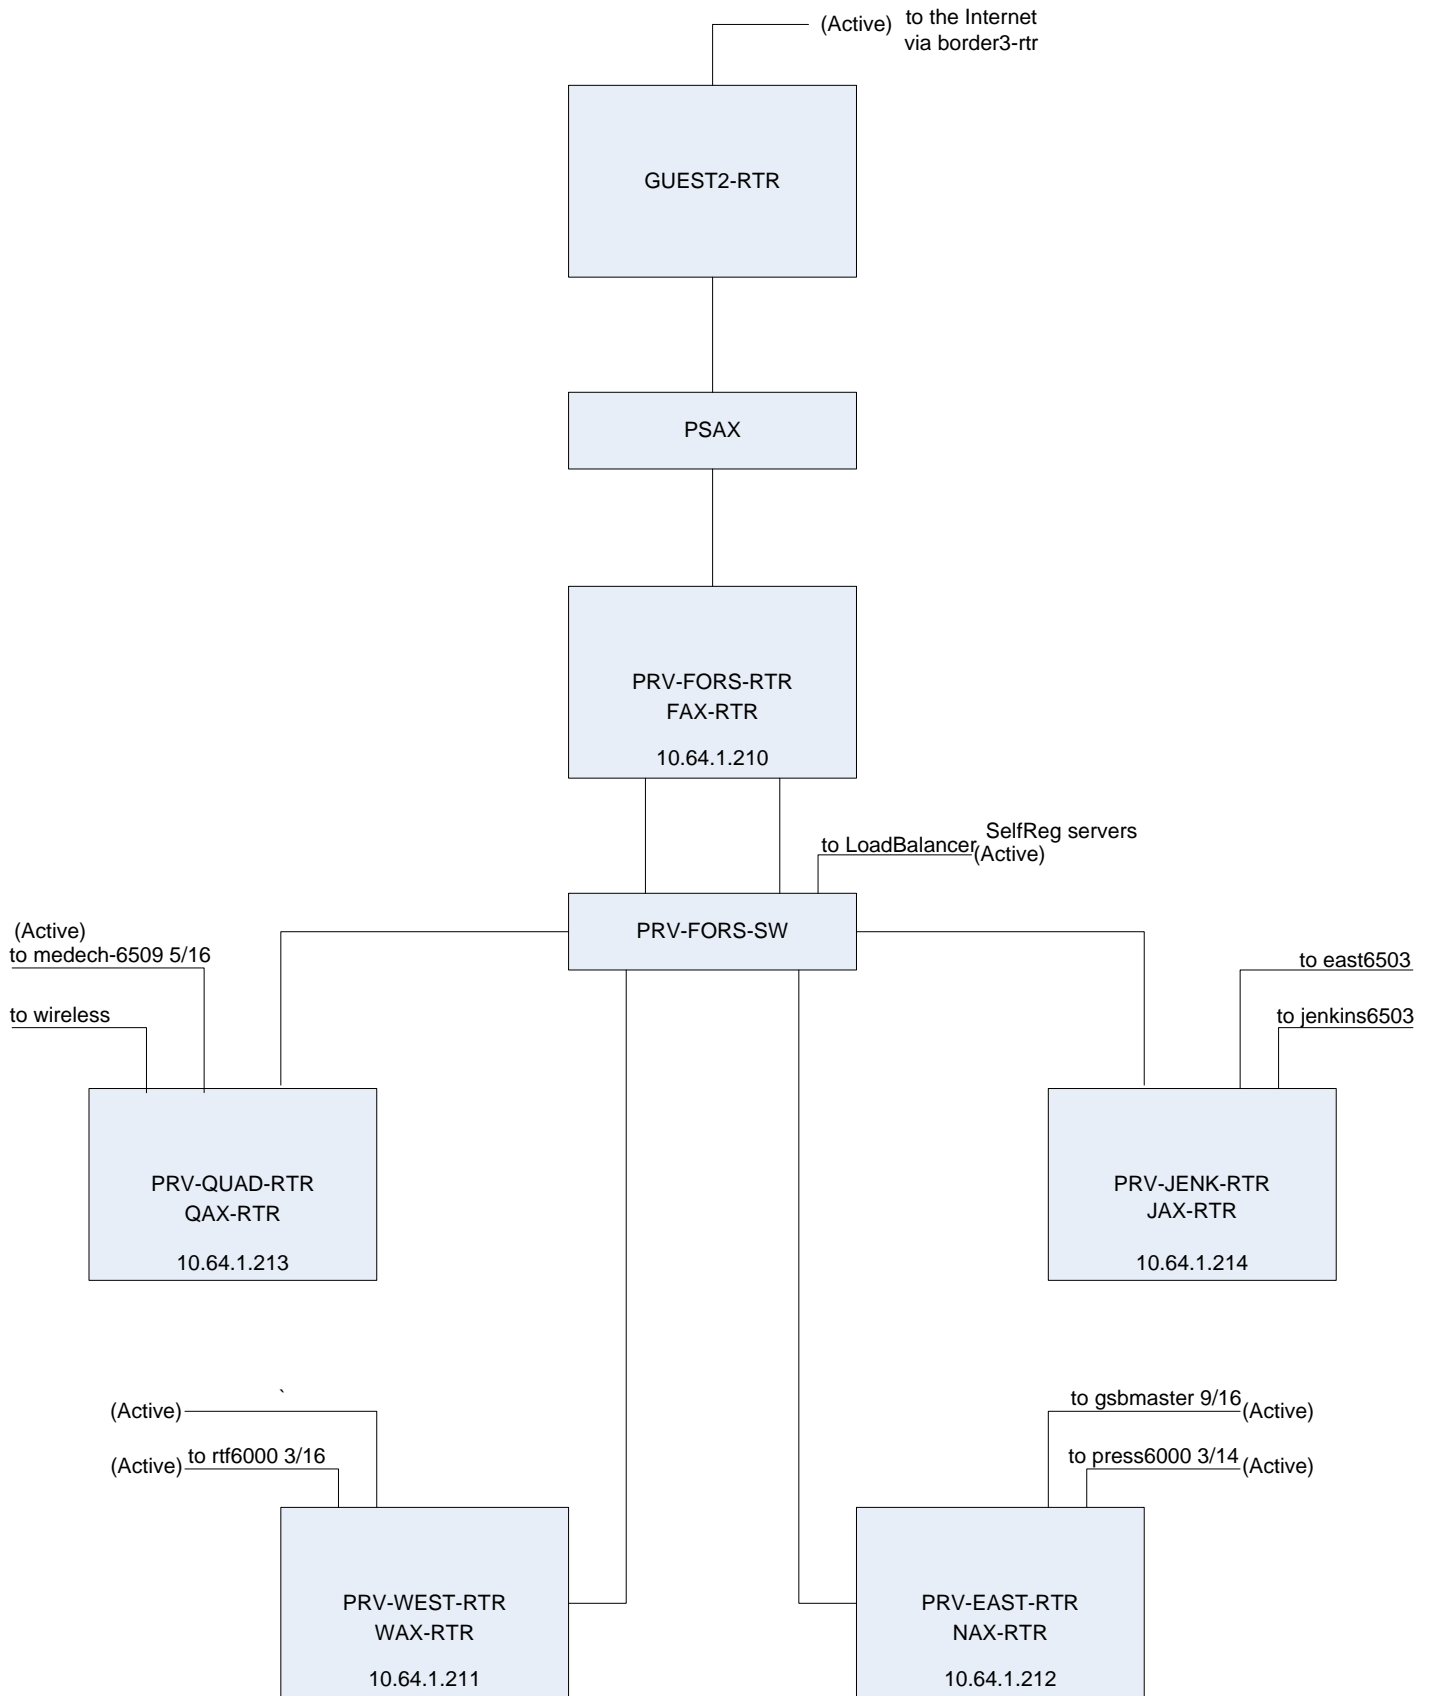 (Active) to the Internet
via border3-rtr
GUEST2-RTR
PSAX
PRV-FORS-RTR
FAX-RTR
10.64.1.210
SelfReg servers
to LoadBalancer (Active)
PRV-FORS-SW
(Active)
to medech-6509 5/16
to wireless
to east6503
to jenkins6503
PRV-QUAD-RTR
QAX-RTR
10.64.1.213
PRV-JENK-RTR
JAX-RTR
10.64.1.214
(Active) `
(Active) to rtf6000 3/16
to gsbmaster 9/16 (Active)
to press6000 3/14 (Active)
PRV-WEST-RTR
WAX-RTR
10.64.1.211
PRV-EAST-RTR
NAX-RTR
10.64.1.212